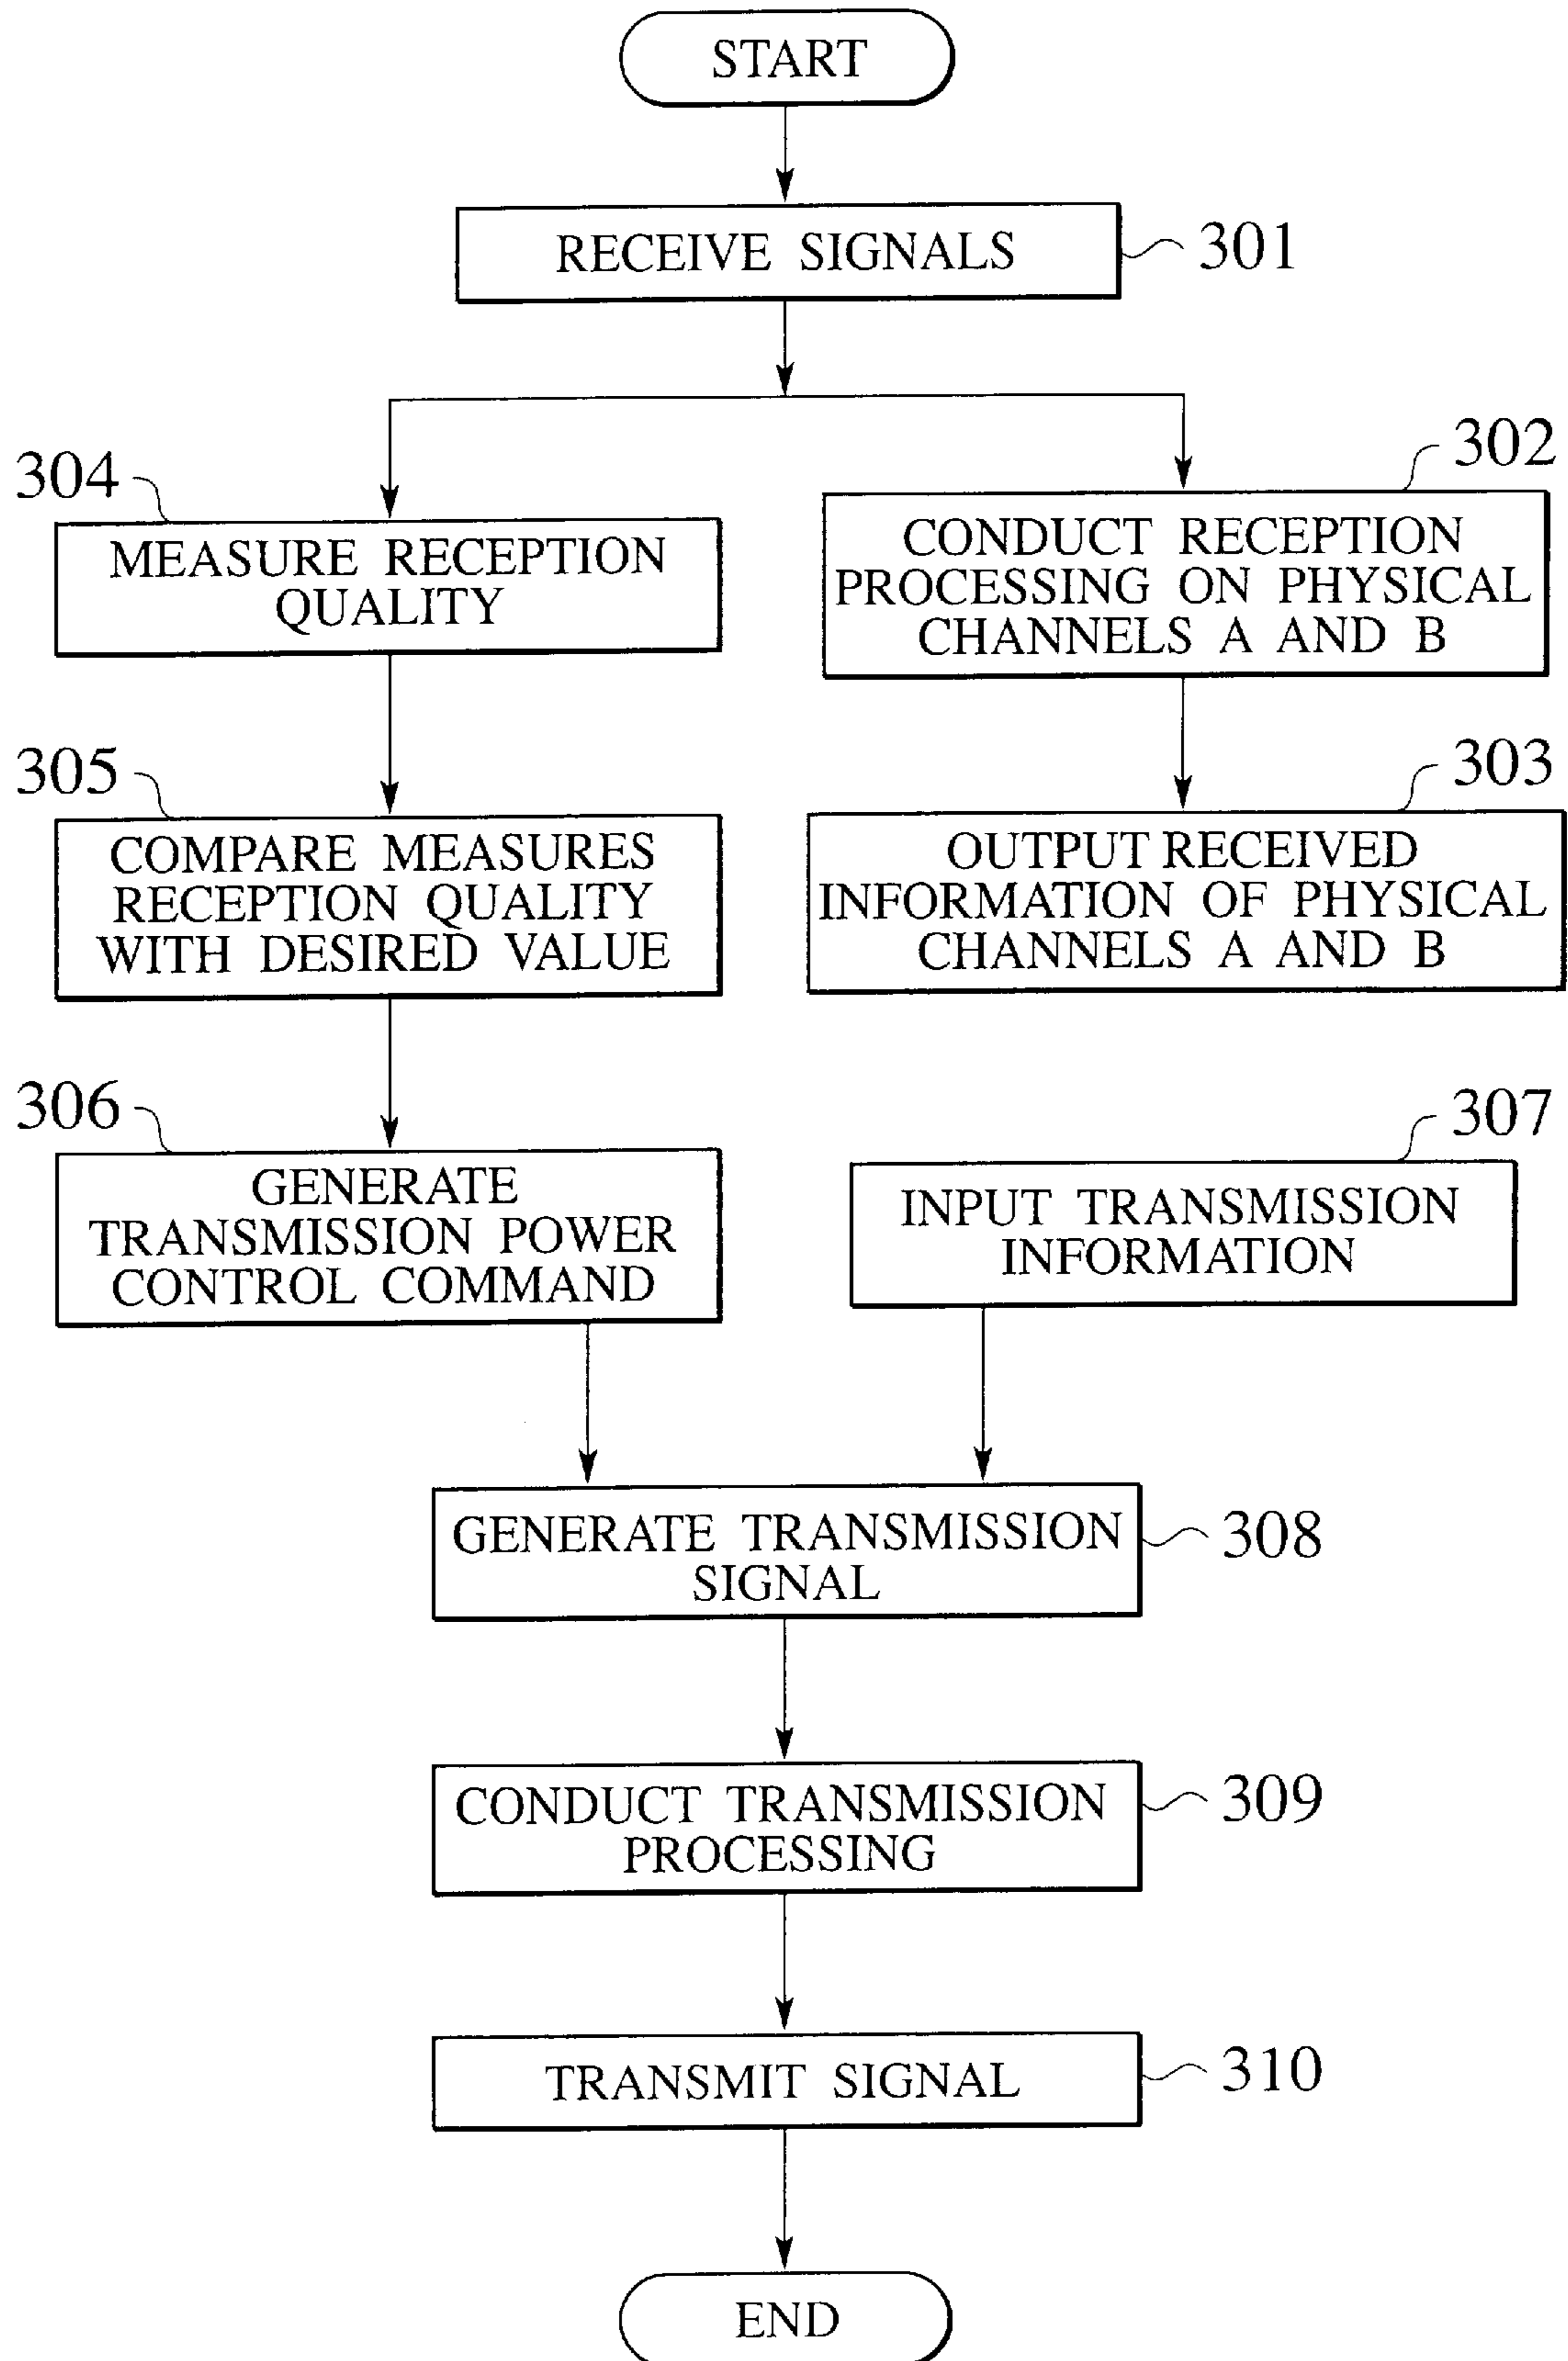 START
RECEIVE SIGNALS
301
304
MEASURE RECEPTION
QUALITY
302
CONDUCT RECEPTION
PROCESSING ON PHYSICAL
CHANNELS A AND B
305
COMPARE MEASURES
RECEPTION QUALITY
WITH DESIRED VALUE
303
OUTPUT RECEIVED
INFORMATION OF PHYSICAL
CHANNELS A AND B
306
GENERATE
TRANSMISSION POWER
CONTROL COMMAND
307
INPUT TRANSMISSION
INFORMATION
GENERATE TRANSMISSION
SIGNAL
308
CONDUCT TRANSMISSION
PROCESSING
309
TRANSMIT SIGNAL
310
END